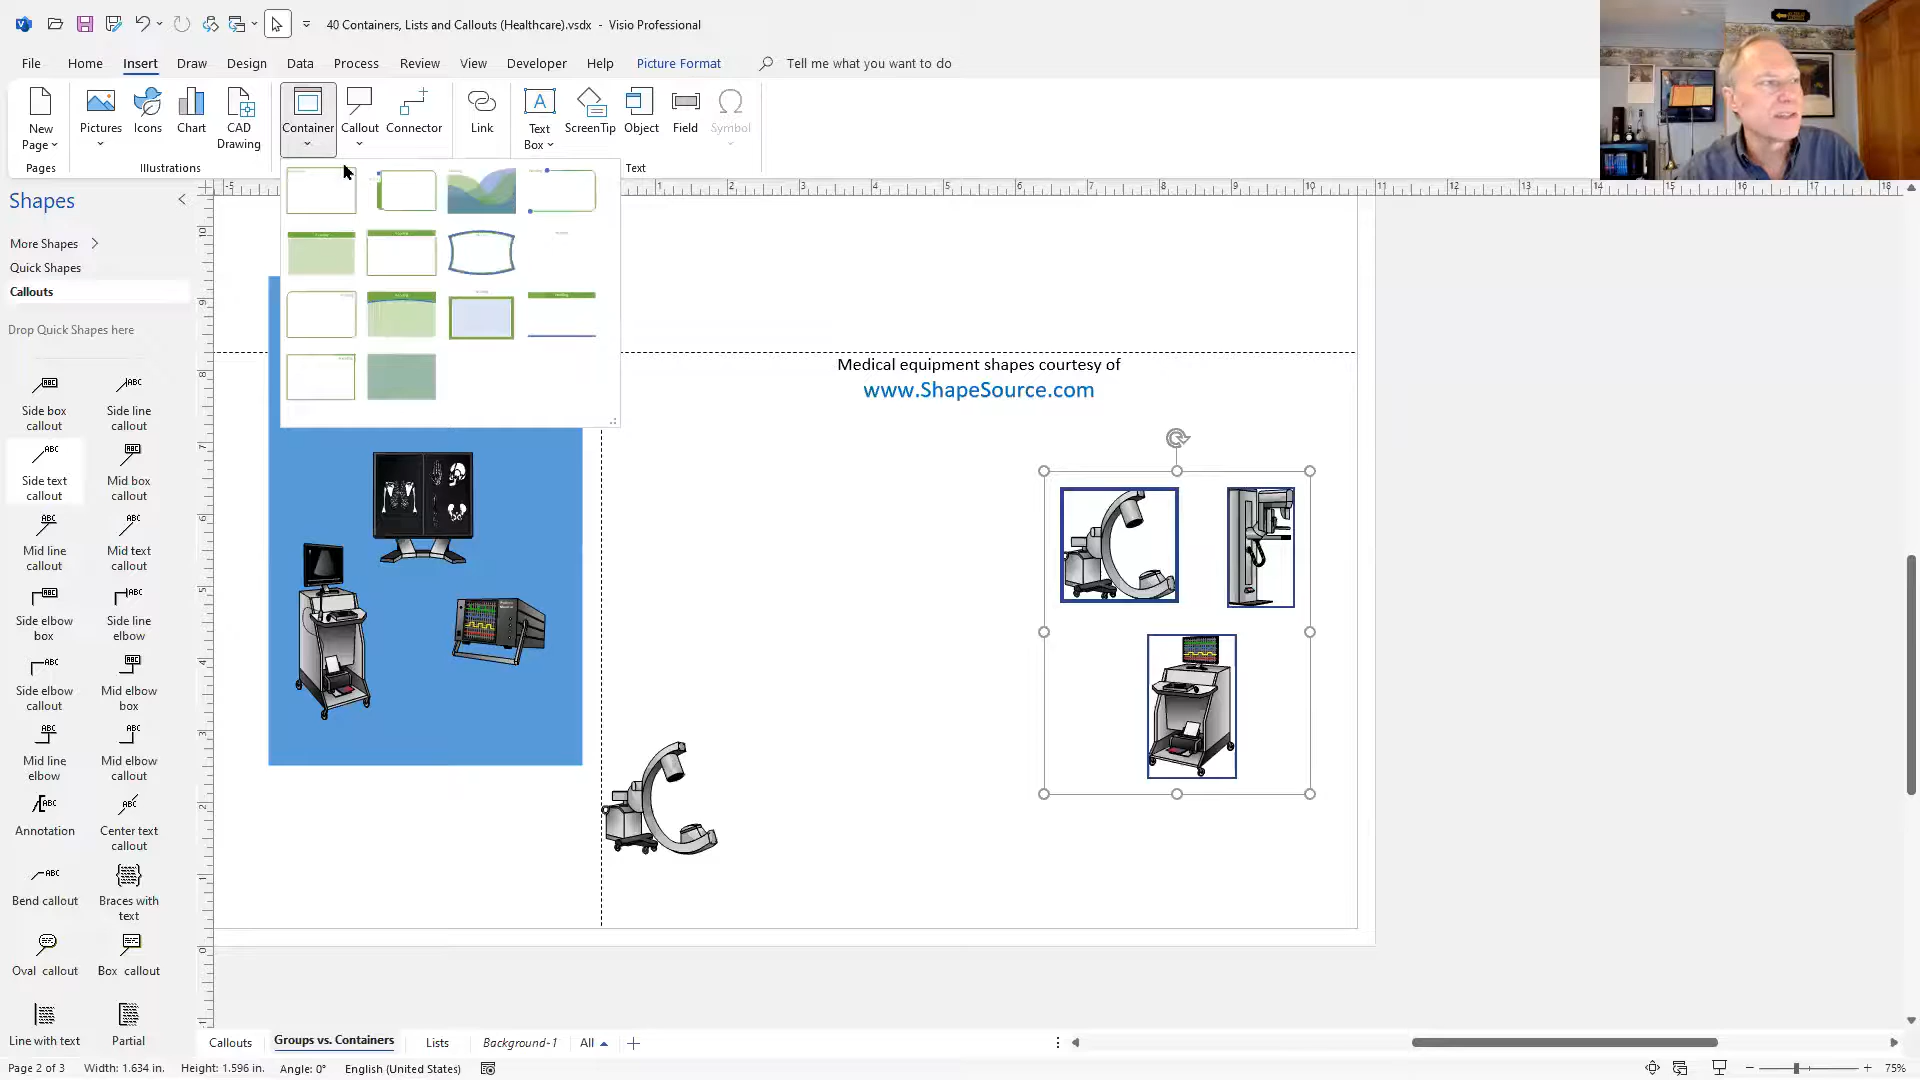 40 Containers, Lists and Callouts (Healthcare).vsdx - Visio Professional
File Home Insert Draw Design Data Process Review View Developer Help Picture Format Tell me what you want to do
New Page
Pictures
Icons
Chart
CAD Drawing
Container
Callout
Connector
Link
Text Box
ScreenTip
Object
Field
Symbol
Pages
Illustrations
Text
Shapes
More Shapes
Quick Shapes
Callouts
Drop Quick Shapes here
Side box callout
Side line callout
Side text callout
Mid box callout
Mid line callout
Mid text callout
Side elbow box
Side line elbow
Side elbow callout
Mid elbow box
Mid line elbow
Mid elbow callout
Annotation
Center text callout
Bend callout
Braces with text
Oval callout
Box callout
Line with text
Partial
Medical equipment shapes courtesy of
www.ShapeSource.com
Callouts
Groups vs. Containers
Lists
Background-1
All
Page 2 of 3
Width: 1.634 in.
Height: 1.596 in.
Angle: 0°
English (United States)
75%